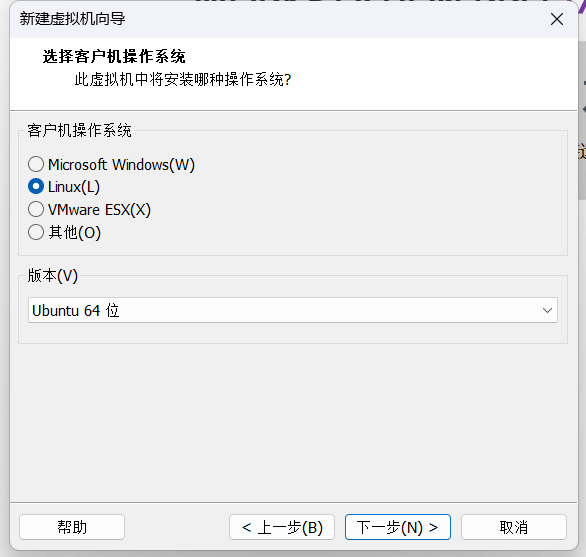 新建虚拟机向导
选择客户机操作系统
此虚拟机中将安装哪种操作系统?
客户机操作系统
Microsoft Windows(W)
Linux(L)
VMware ESX(X)
其他(O)
版本(V)
Ubuntu 64 位
帮助
< 上一步(B)
下一步(N) >
取消